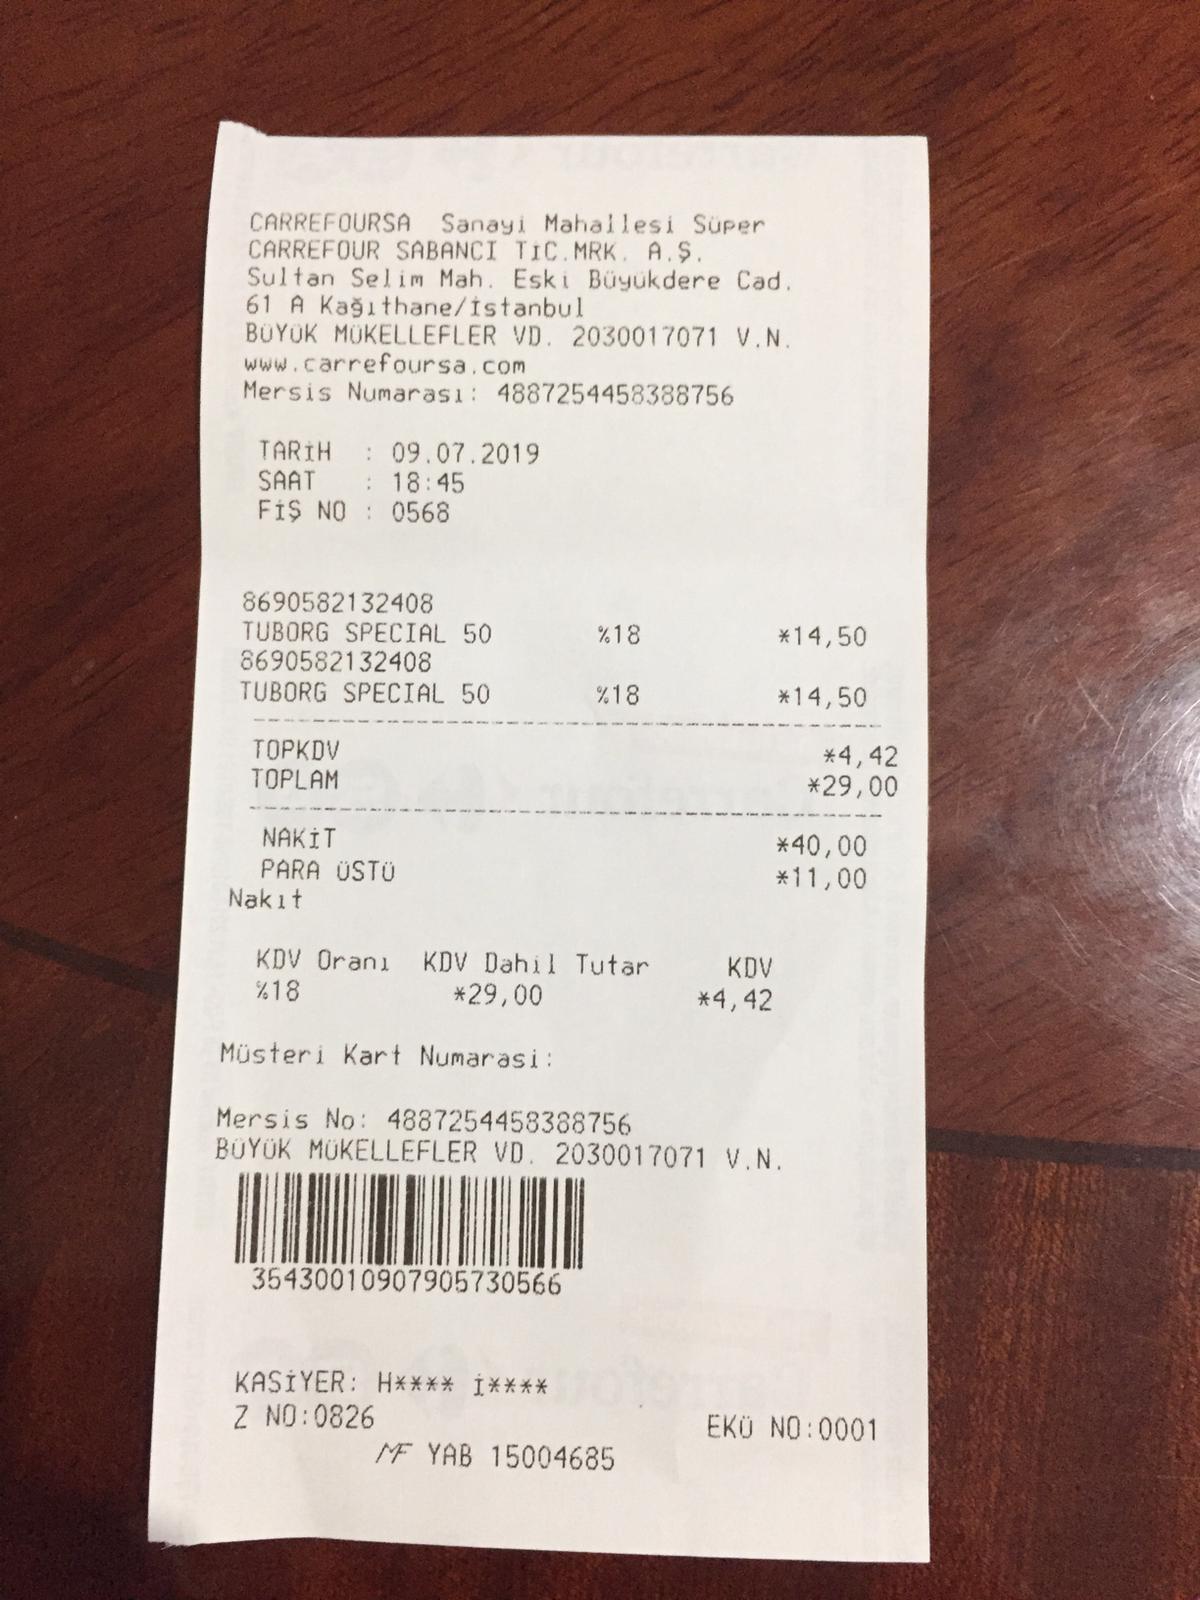 CARREFOURSA Sanayi Mahallesi Süper
CARREFOUR SABANCI TİC.MRK. A.Ş.
Sultan Selim Mah. Eski Büyükdere Cad.
61 A Kağıthane/İstanbul
BÜYÜK MÜKELLEFLER VD. 2030017071 V.N.
www.carrefoursa.com
Mersis Numarası: 4887254458388756
TARİH : 09.07.2019
SAAT : 18:45
FİŞ NO : 0568
8690582132408
TUBORG SPECIAL 50 %18 *14,50
8690582132408
TUBORG SPECIAL 50 %18 *14,50
TOPKDV *4,42
TOPLAM *29,00
NAKİT *40,00
PARA ÜSTÜ *11,00
Nakit
KDV Oranı KDV Dahil Tutar KDV
%18 *29,00 *4,42
Müsteri Kart Numarasi:
Mersis No: 4887254458388756
BÜYÜK MÜKELLEFLER VD. 2030017071 V.N.
35430010907905730566
KASİYER: H**** İ****
Z NO:0826 EKÜ NO:0001
MF YAB 15004685